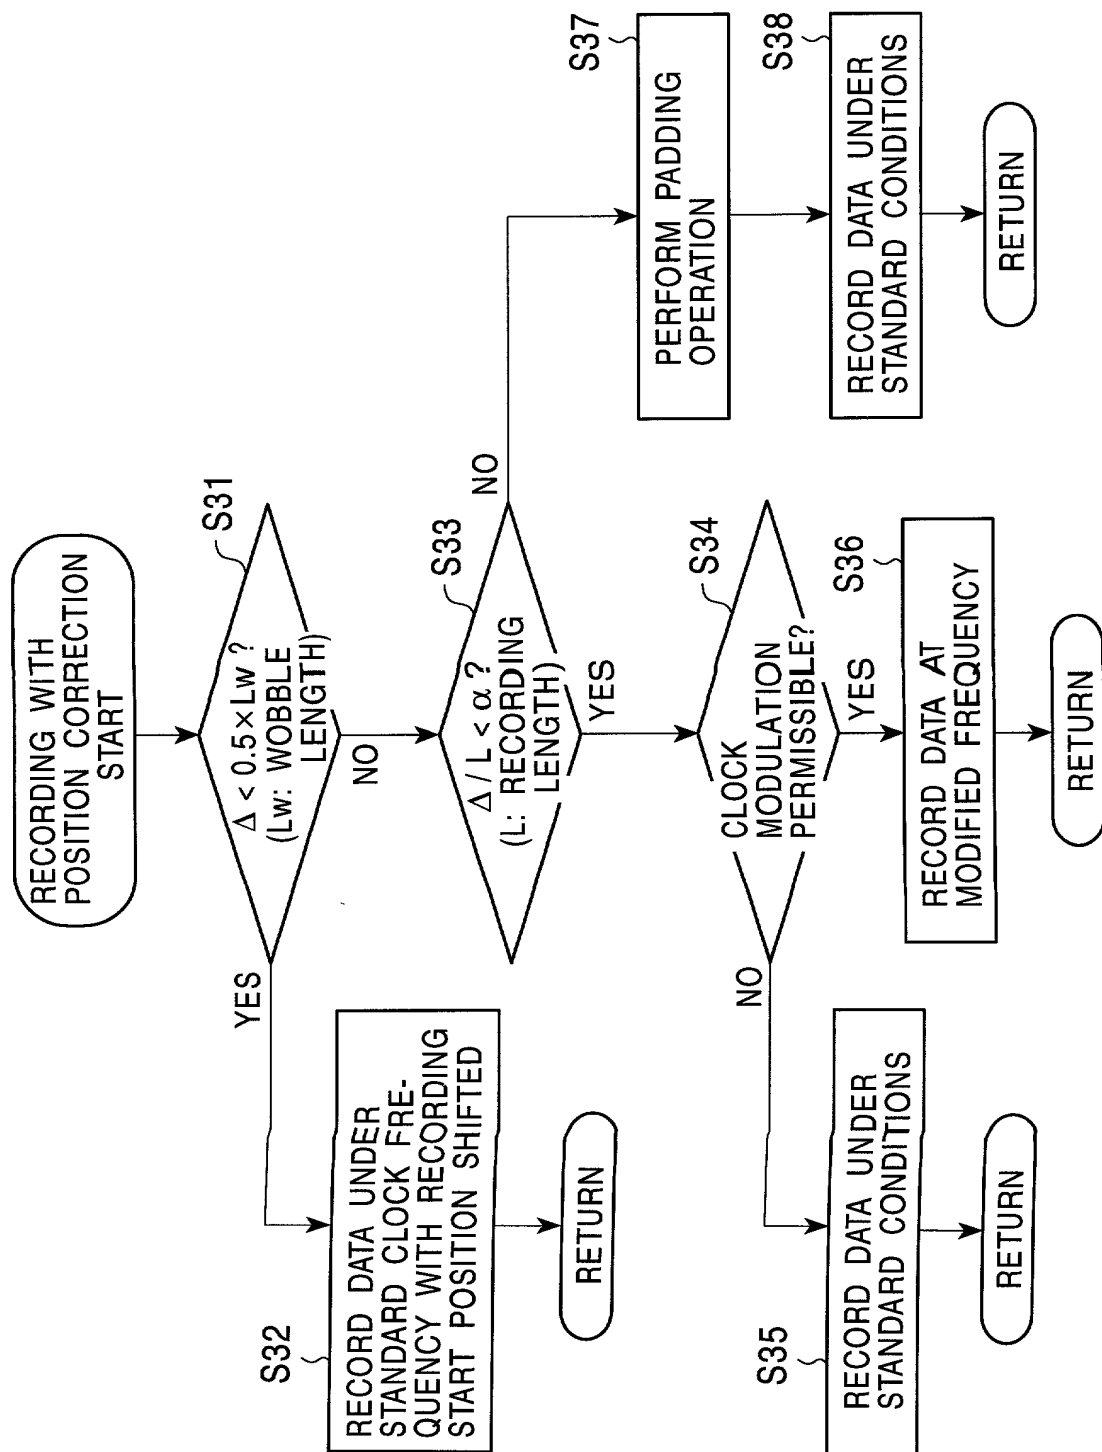 RECORDING WITH
POSITION CORRECTION
START
S31
Δ < 0.5×Lw ?
(Lw: WOBBLE
LENGTH)
YES
NO
S32
RECORD DATA UNDER
STANDARD CLOCK FRE-
QUENCY WITH RECORDING
START POSITION SHIFTED
RETURN
S33
Δ / L < α ?
(L: RECORDING
LENGTH)
NO
YES
S37
PERFORM PADDING
OPERATION
S38
RECORD DATA UNDER
STANDARD CONDITIONS
RETURN
S34
CLOCK
MODULATION
PERMISSIBLE?
NO
YES
S35
RECORD DATA UNDER
STANDARD CONDITIONS
RETURN
S36
RECORD DATA AT
MODIFIED FREQUENCY
RETURN